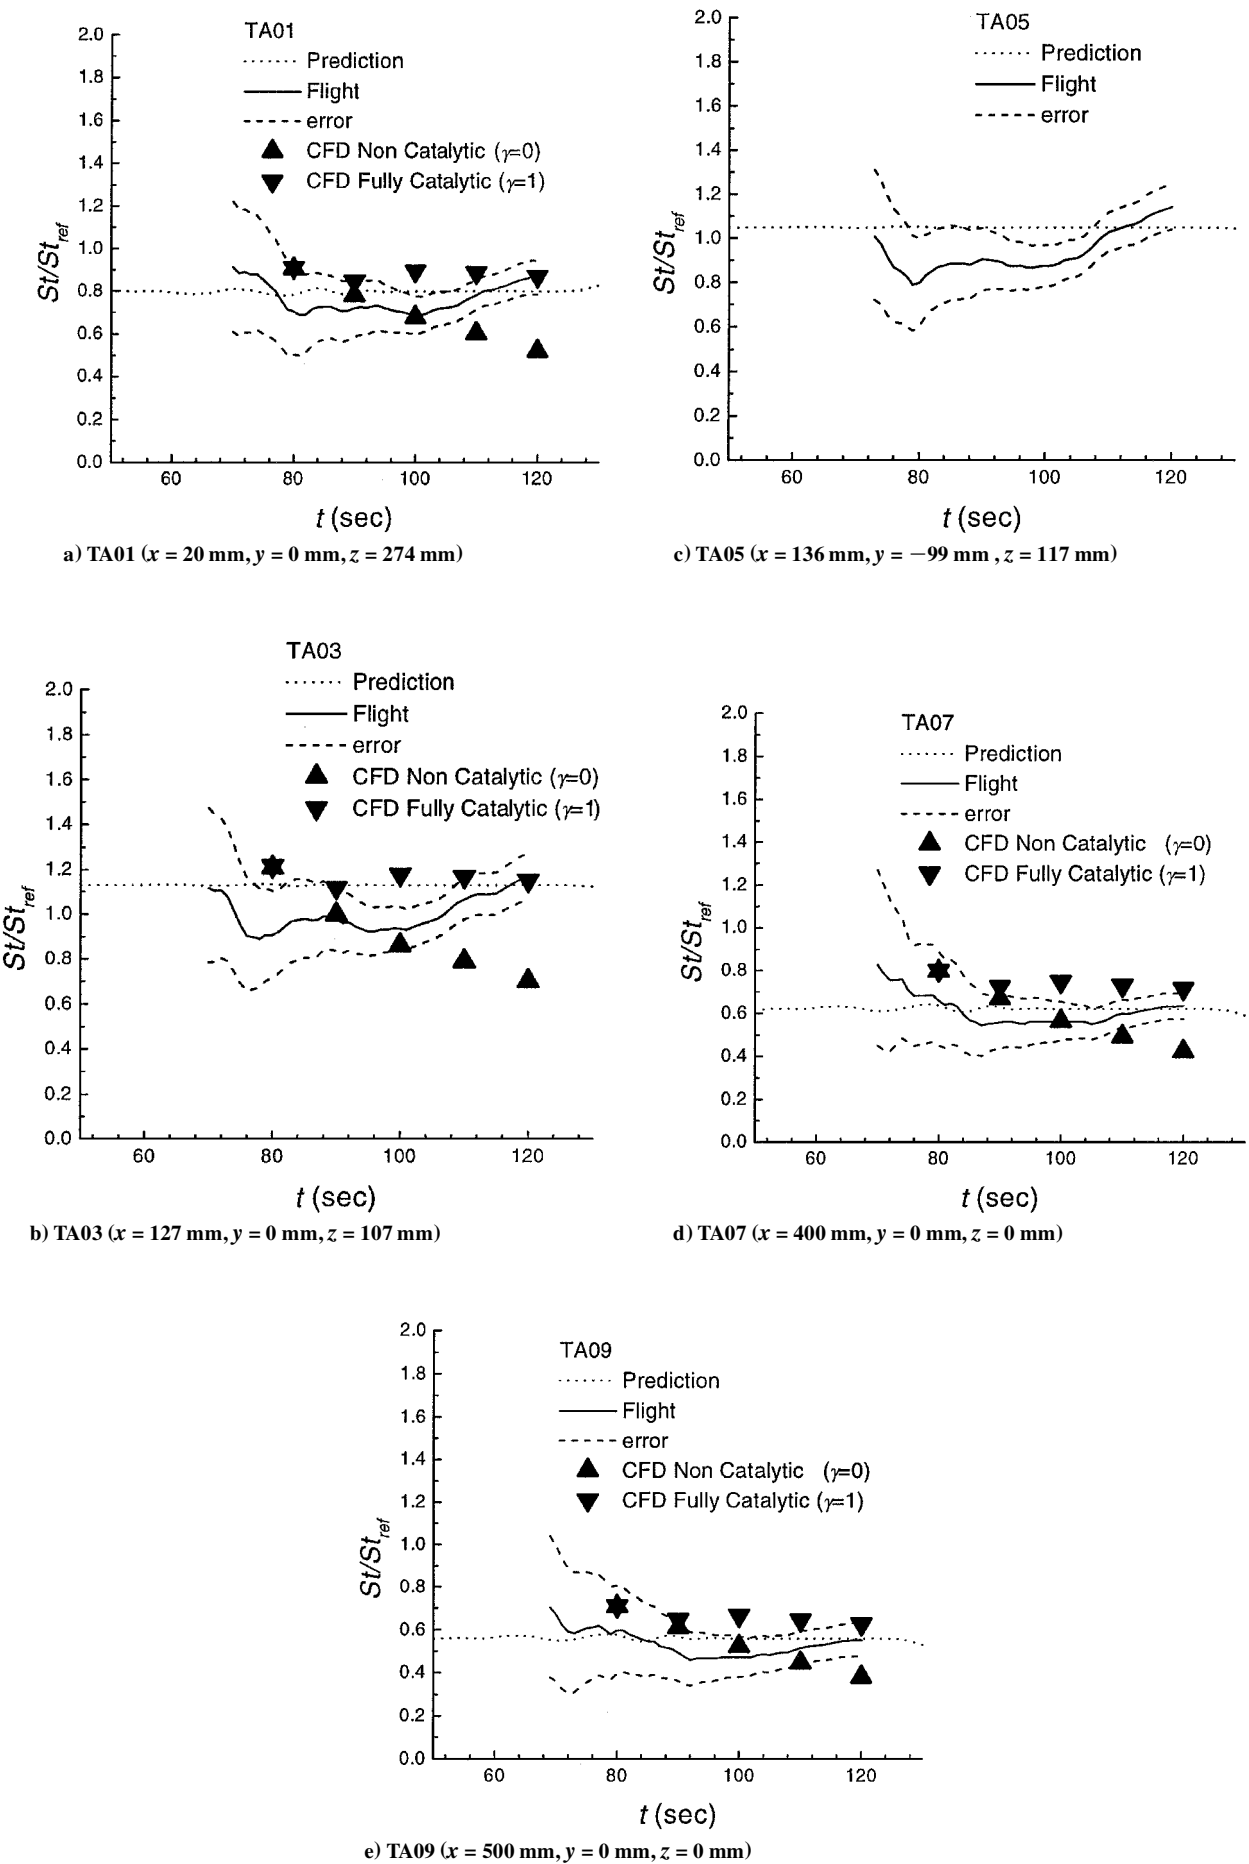 TA01
Prediction
Flight
error
CFD Non Catalytic (γ=0)
CFD Fully Catalytic (γ=1)
2.0
1.8
1.6
1.4
1.2
1.0
0.8
0.6
0.4
0.2
0.0
St/St_ref
60 80 100 120
t (sec)
a) TA01 (x = 20 mm, y = 0 mm, z = 274 mm)
TA05
Prediction
Flight
error
2.0
1.8
1.6
1.4
1.2
1.0
0.8
0.6
0.4
0.2
0.0
St/St_ref
60 80 100 120
t (sec)
c) TA05 (x = 136 mm, y = −99 mm , z = 117 mm)
TA03
Prediction
Flight
error
CFD Non Catalytic (γ=0)
CFD Fully Catalytic (γ=1)
2.0
1.8
1.6
1.4
1.2
1.0
0.8
0.6
0.4
0.2
0.0
St/St_ref
60 80 100 120
t (sec)
b) TA03 (x = 127 mm, y = 0 mm, z = 107 mm)
TA07
Prediction
Flight
error
CFD Non Catalytic (γ=0)
CFD Fully Catalytic (γ=1)
2.0
1.8
1.6
1.4
1.2
1.0
0.8
0.6
0.4
0.2
0.0
St/St_ref
60 80 100 120
t (sec)
d) TA07 (x = 400 mm, y = 0 mm, z = 0 mm)
TA09
Prediction
Flight
error
CFD Non Catalytic (γ=0)
CFD Fully Catalytic (γ=1)
2.0
1.8
1.6
1.4
1.2
1.0
0.8
0.6
0.4
0.2
0.0
St/St_ref
60 80 100 120
t (sec)
e) TA09 (x = 500 mm, y = 0 mm, z = 0 mm)